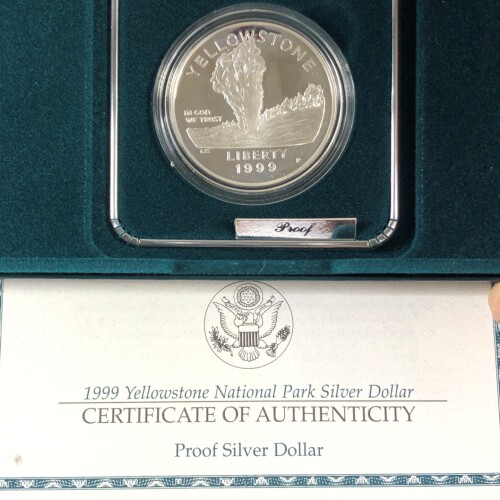 YELLOWSTONE
IN GOD
WE TRUST
LIBERTY
1999
P
Proof
1999 Yellowstone National Park Silver Dollar
CERTIFICATE OF AUTHENTICITY
Proof Silver Dollar